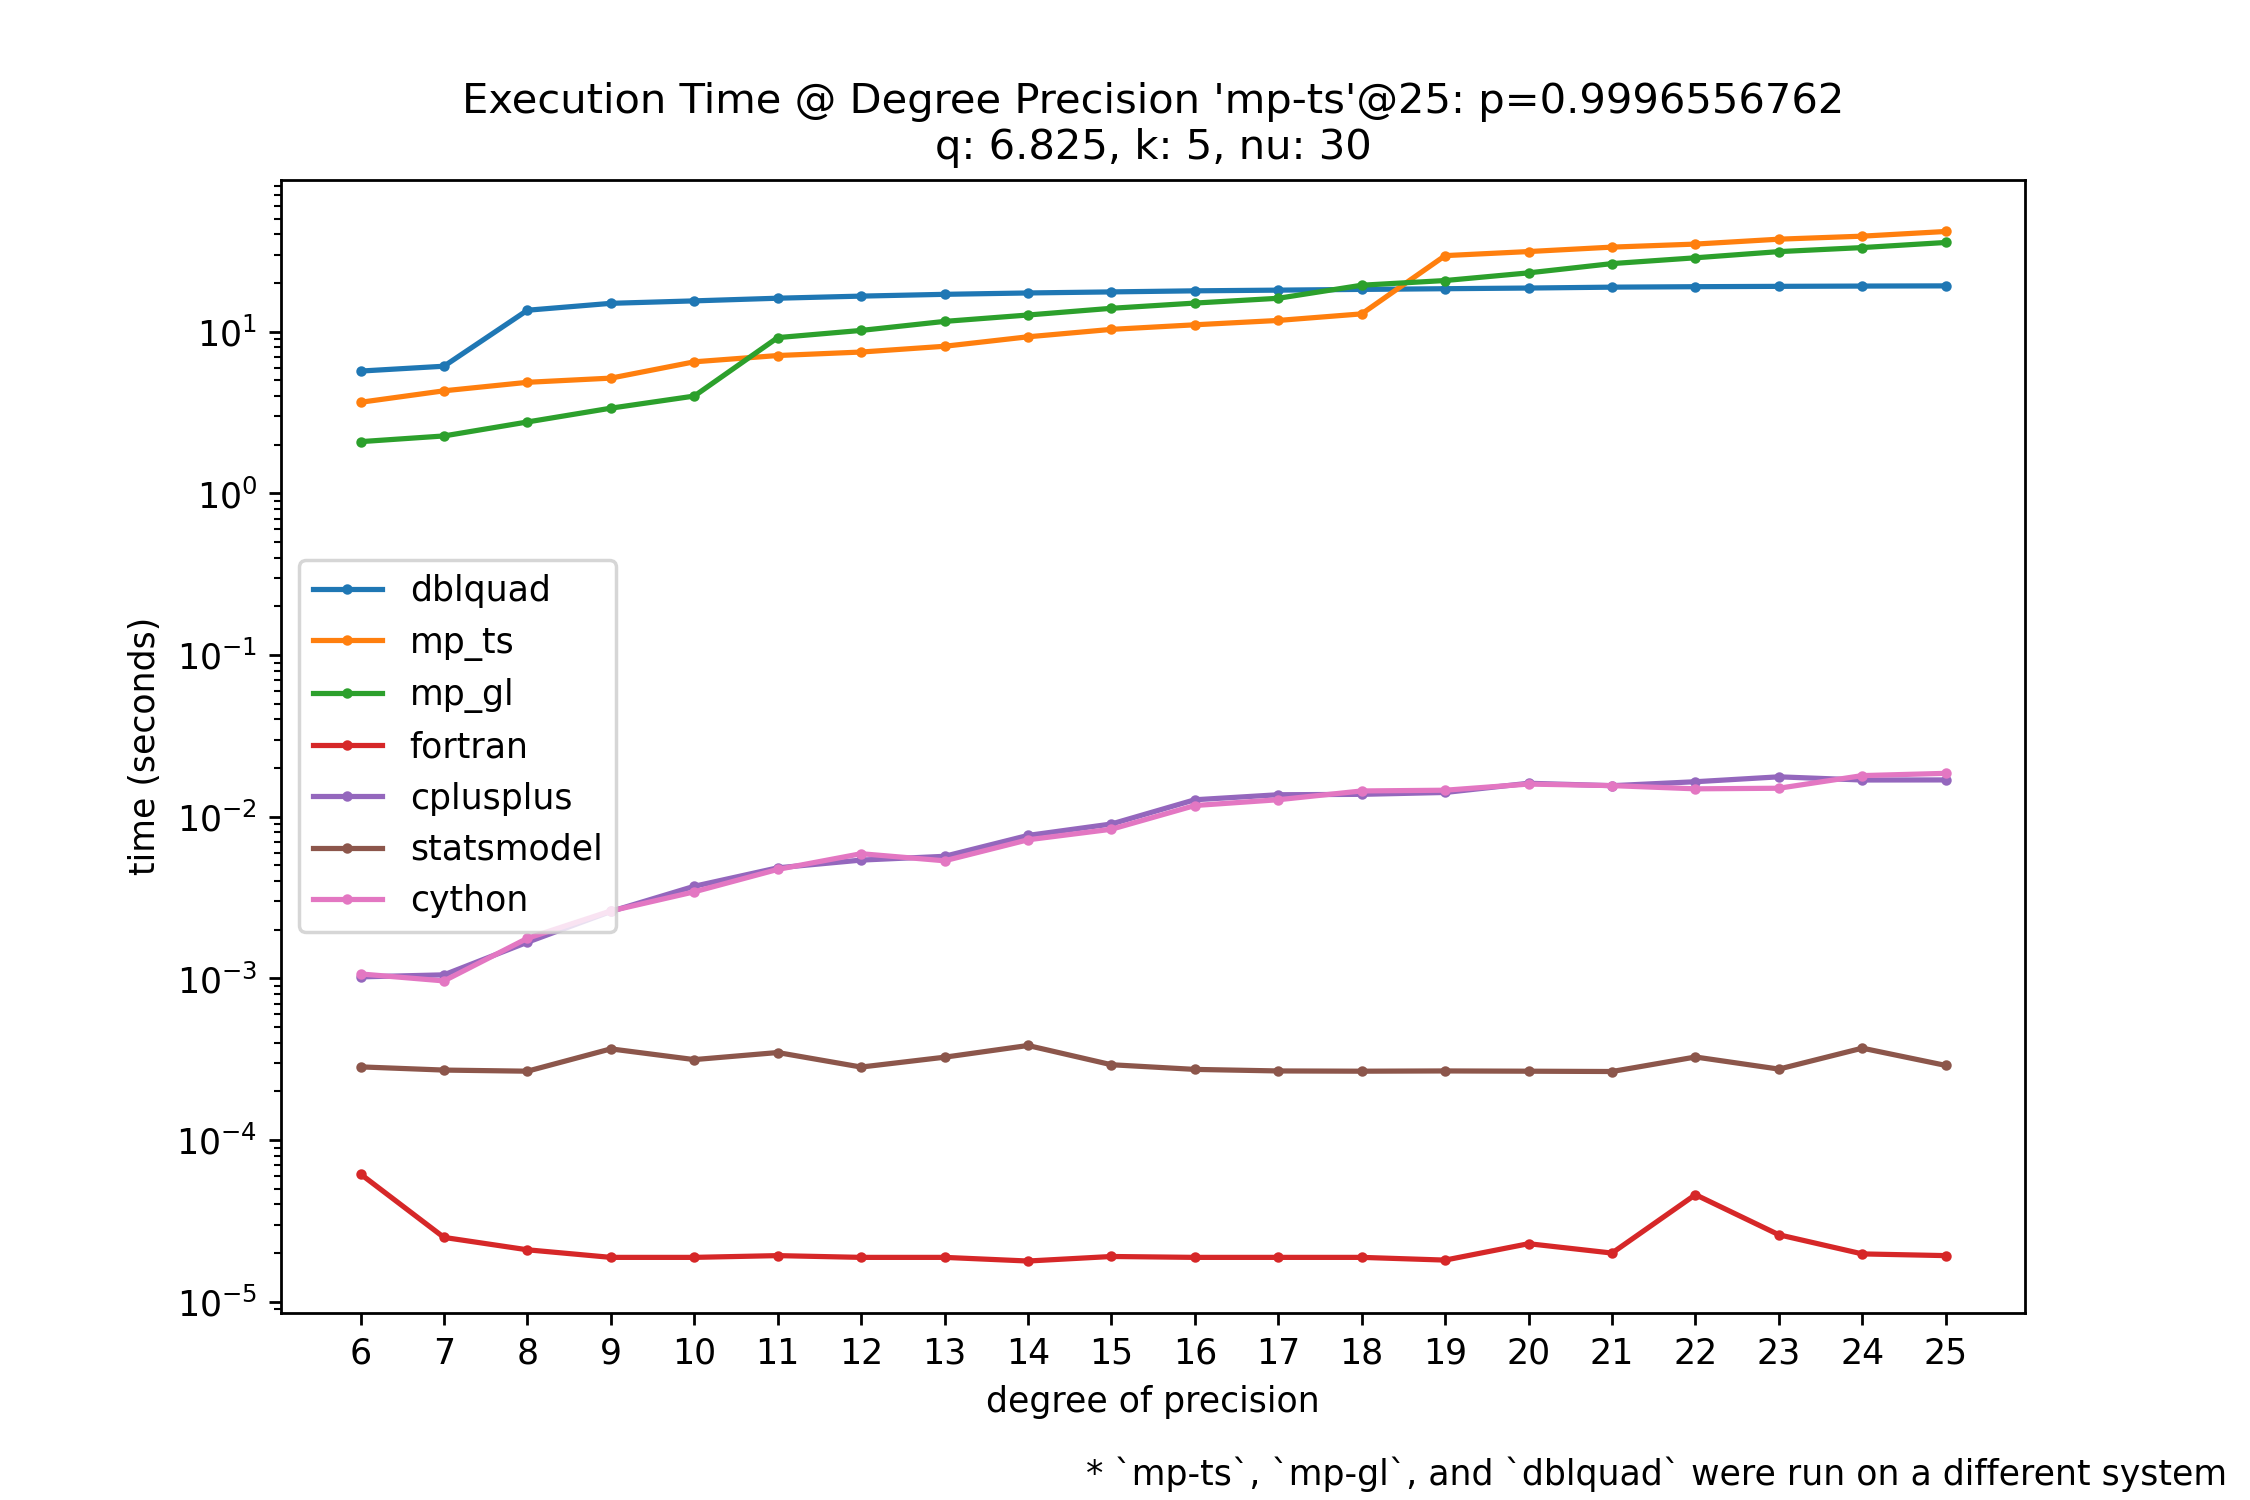 Execution Time @ Degree Precision 'mp-ts'@25: p=0.9996556762
q: 6.825, k: 5, nu: 30
time (seconds)
10¹
10⁰
10⁻¹
10⁻²
10⁻³
10⁻⁴
10⁻⁵
dblquad
mp_ts
mp_gl
fortran
cplusplus
statsmodel
cython
6 7 8 9 10 11 12 13 14 15 16 17 18 19 20 21 22 23 24 25
degree of precision
* `mp-ts`, `mp-gl`, and `dblquad` were run on a different system